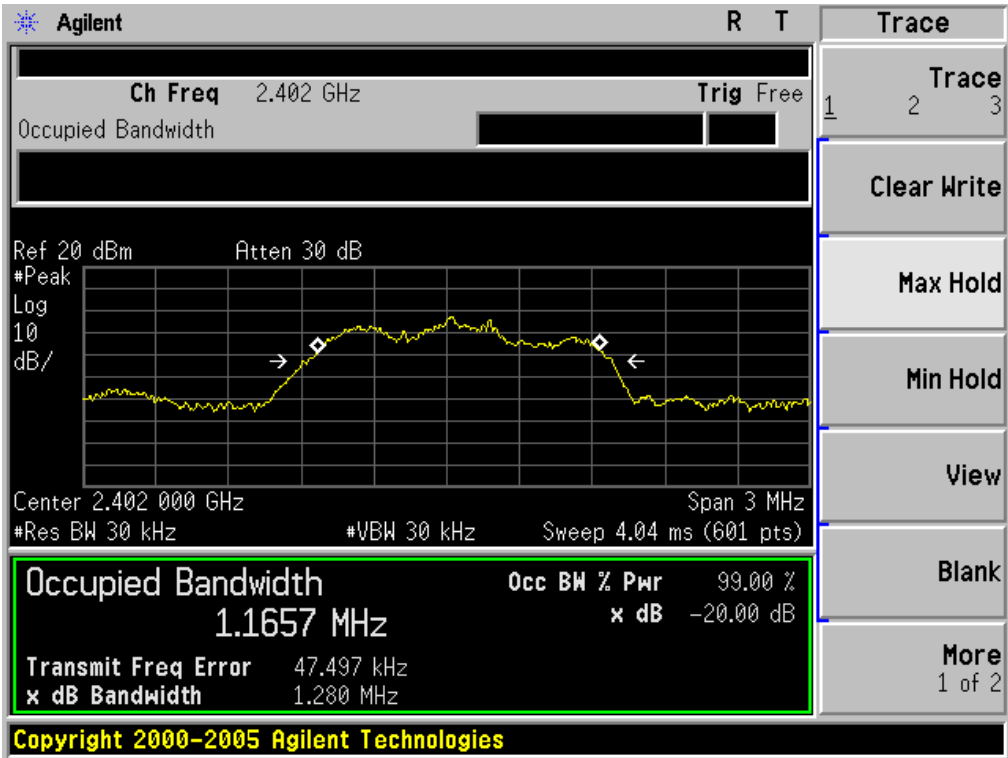 Agilent R T
Ch Freq 2.402 GHz Trig Free
Occupied Bandwidth
Ref 20 dBm Atten 30 dB
#Peak
Log
10
dB/
Center 2.402 000 GHz Span 3 MHz
#Res BW 30 kHz #VBW 30 kHz Sweep 4.04 ms (601 pts)
Occupied Bandwidth Occ BW % Pwr 99.00 %
1.1657 MHz x dB -20.00 dB
Transmit Freq Error 47.497 kHz
x dB Bandwidth 1.280 MHz
Copyright 2000-2005 Agilent Technologies
Trace
Trace
1 2 3
Clear Write
Max Hold
Min Hold
View
Blank
More
1 of 2